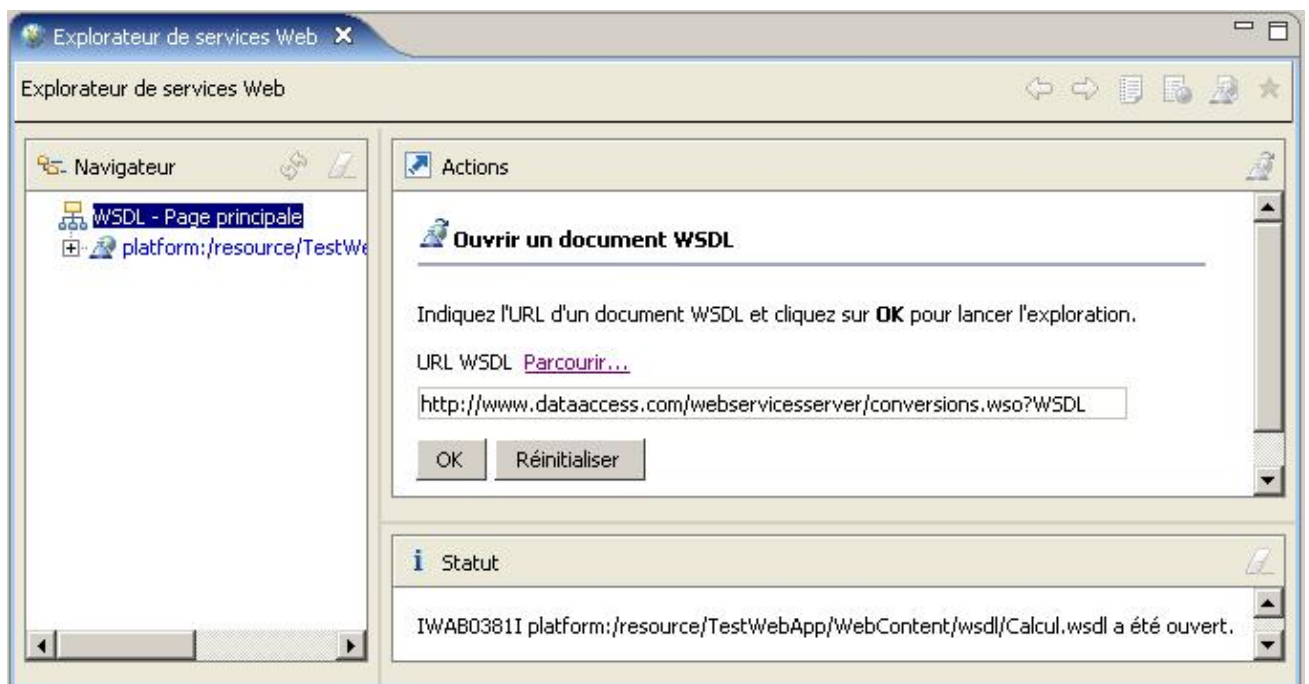 Explorateur de services Web
Explorateur de services Web
Navigateur
WSDL - Page principale
platform:/resource/TestWe
Actions
Ouvrir un document WSDL
Indiquez l'URL d'un document WSDL et cliquez sur OK pour lancer l'exploration.
URL WSDL Parcourir...
http://www.dataaccess.com/webservicesserver/conversions.wso?WSDL
OK Réinitialiser
Statut
IWAB0381I platform:/resource/TestWebApp/WebContent/wsdl/Calcul.wsdl a été ouvert.